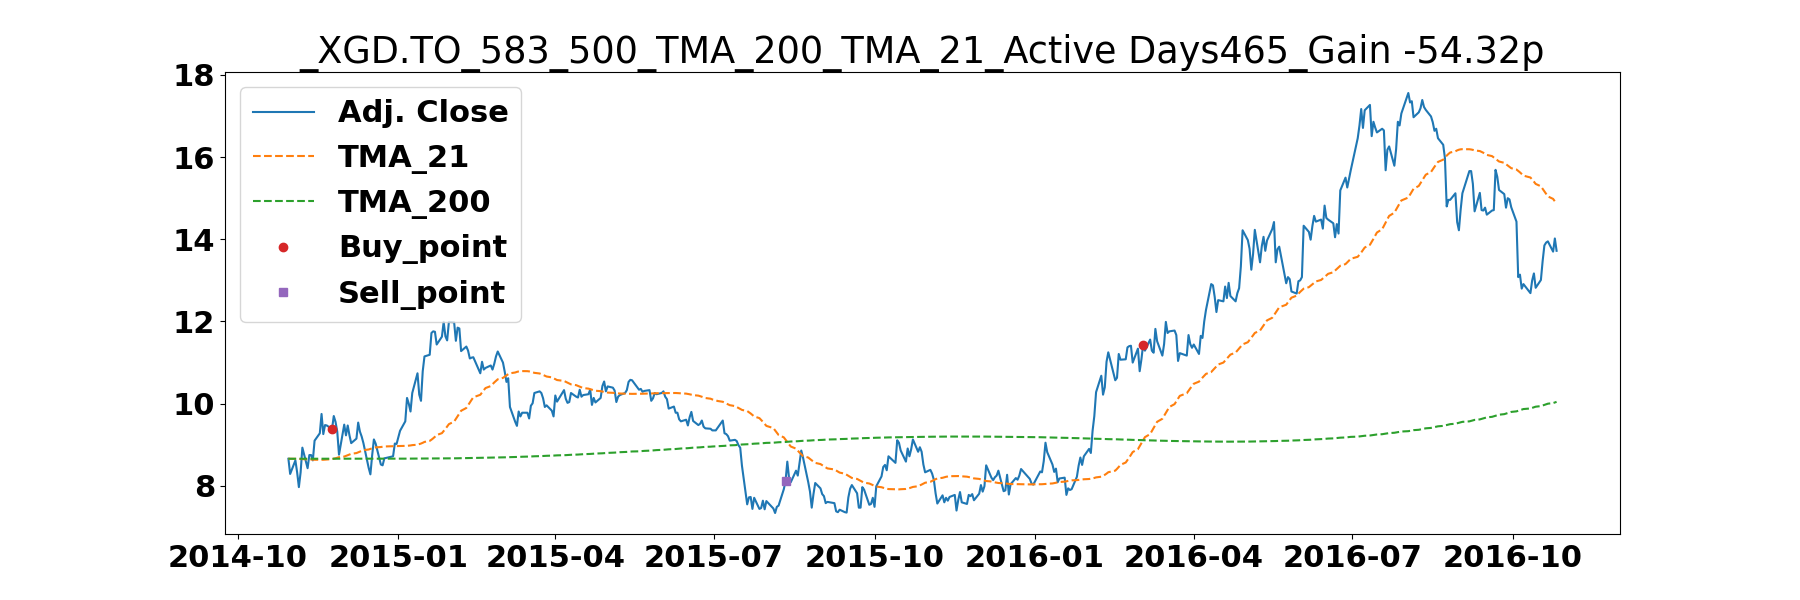 _XGD.TO_583_500_TMA_200_TMA_21_Active Days465_Gain -54.32p
18
16
14
12
10
8
Adj. Close
TMA_21
TMA_200
Buy_point
Sell_point
2014-10 2015-01 2015-04 2015-07 2015-10 2016-01 2016-04 2016-07 2016-10